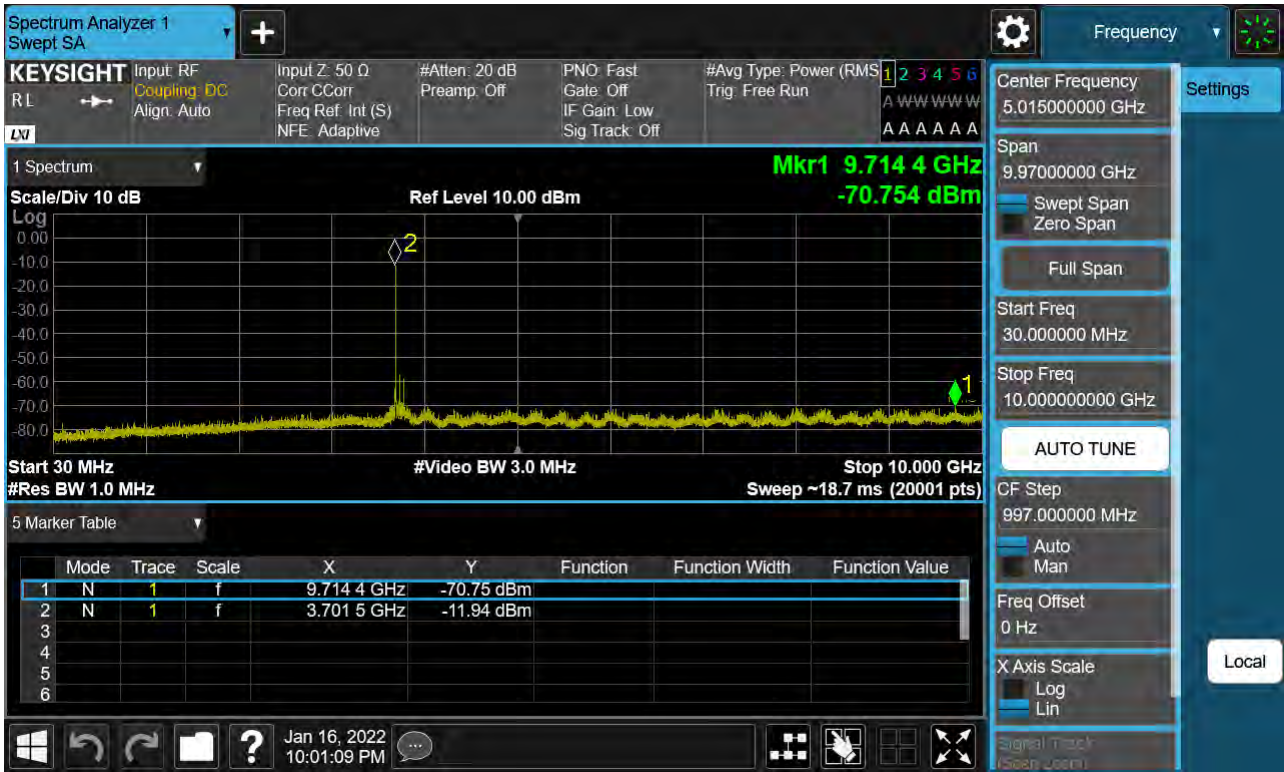 Spectrum Analyzer 1
Swept SA
Frequency
KEYSIGHT
RL
LXI
Input: RF
Coupling: DC
Align: Auto
Input Z: 50 Ω
Corr CCorr
Freq Ref: Int (S)
NFE: Adaptive
#Atten: 20 dB
Preamp: Off
PNO: Fast
Gate: Off
IF Gain: Low
Sig Track: Off
#Avg Type: Power (RMS
Trig: Free Run
1 2 3 4 5 6
A W W W W W
A A A A A A
1 Spectrum
Mkr1 9.714 4 GHz
-70.754 dBm
Scale/Div 10 dB
Ref Level 10.00 dBm
Log
0.00
-10.0
-20.0
-30.0
-40.0
-50.0
-60.0
-70.0
-80.0
2
1
Start 30 MHz
#Video BW 3.0 MHz
Stop 10.000 GHz
#Res BW 1.0 MHz
Sweep ~18.7 ms (20001 pts)
5 Marker Table
Mode Trace Scale X Y Function Function Width Function Value
1 N 1 f 9.714 4 GHz -70.75 dBm
2 N 1 f 3.701 5 GHz -11.94 dBm
3
4
5
6
Center Frequency
5.015000000 GHz
Settings
Span
9.97000000 GHz
Swept Span
Zero Span
Full Span
Start Freq
30.000000 MHz
Stop Freq
10.000000000 GHz
AUTO TUNE
CF Step
997.000000 MHz
Auto
Man
Freq Offset
0 Hz
X Axis Scale
Log
Lin
Signal Track
(Span Zoom)
Local
Jan 16, 2022
10:01:09 PM